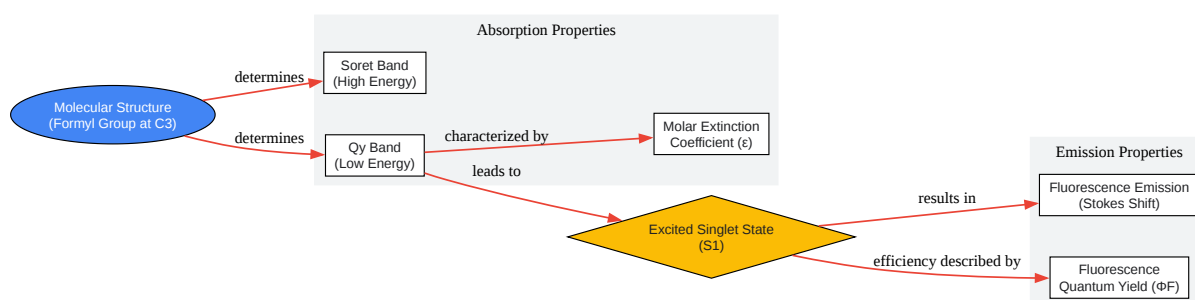 Absorption Properties
Soret Band
(High Energy)
determines
Molecular Structure
(Formyl Group at C3)
determines
Qy Band
(Low Energy)
characterized by
Molar Extinction
Coefficient (ε)
leads to
Excited Singlet State
(S1)
Emission Properties
results in
Fluorescence Emission
(Stokes Shift)
efficiency described by
Fluorescence
Quantum Yield (ΦF)